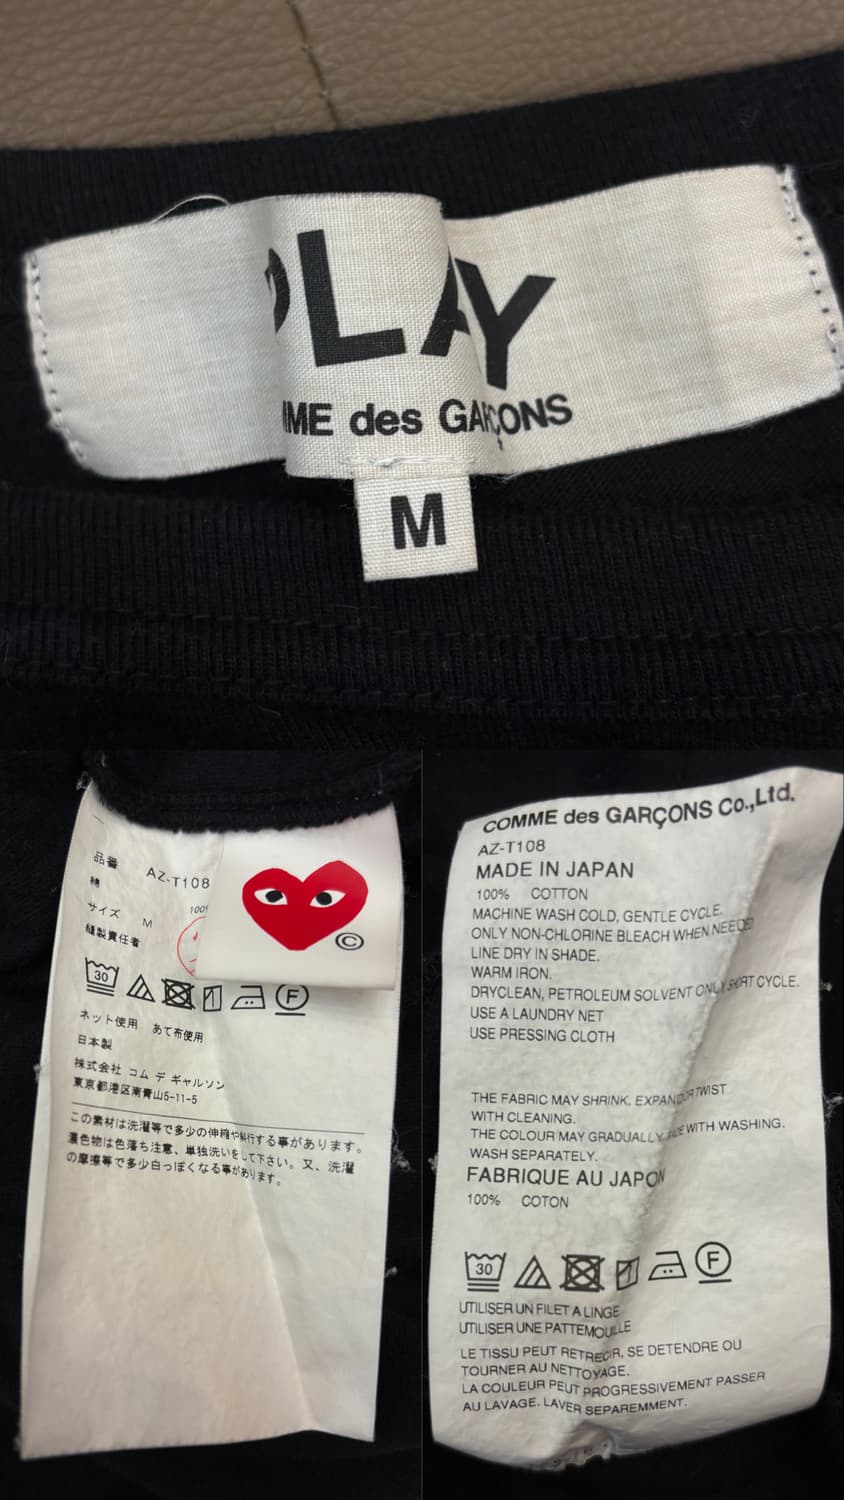 PLAY
MME des GARÇONS
M
品番 AZ-T108
綿 100%
サイズ M
縫製責任者
©
30
F
ネット使用 あて布使用
日本製
株式会社 コム デ ギャルソン
東京都港区南青山5-11-5
この素材は洗濯等で多少の伸縮や斜行する事があります。
濃色物は色落ち注意、単独洗いをして下さい。又、洗濯
の摩擦等で多少白っぽくなる事があります。
COMME des GARÇONS Co.,Ltd.
AZ-T108
MADE IN JAPAN
100% COTTON
MACHINE WASH COLD, GENTLE CYCLE.
ONLY NON-CHLORINE BLEACH WHEN NEEDED
LINE DRY IN SHADE.
WARM IRON.
DRYCLEAN, PETROLEUM SOLVENT ONLY SHORT CYCLE.
USE A LAUNDRY NET
USE PRESSING CLOTH
THE FABRIC MAY SHRINK, EXPAND OR TWIST
WITH CLEANING.
THE COLOUR MAY GRADUALLY FADE WITH WASHING.
WASH SEPARATELY.
FABRIQUE AU JAPON
100% COTON
30
F
UTILISER UN FILET A LINGE
UTILISER UNE PATTEMOUILLE
LE TISSU PEUT RETRECIR, SE DETENDRE OU
TOURNER AU NETTOYAGE.
LA COULEUR PEUT PROGRESSIVEMENT PASSER
AU LAVAGE. LAVER SEPAREMMENT.